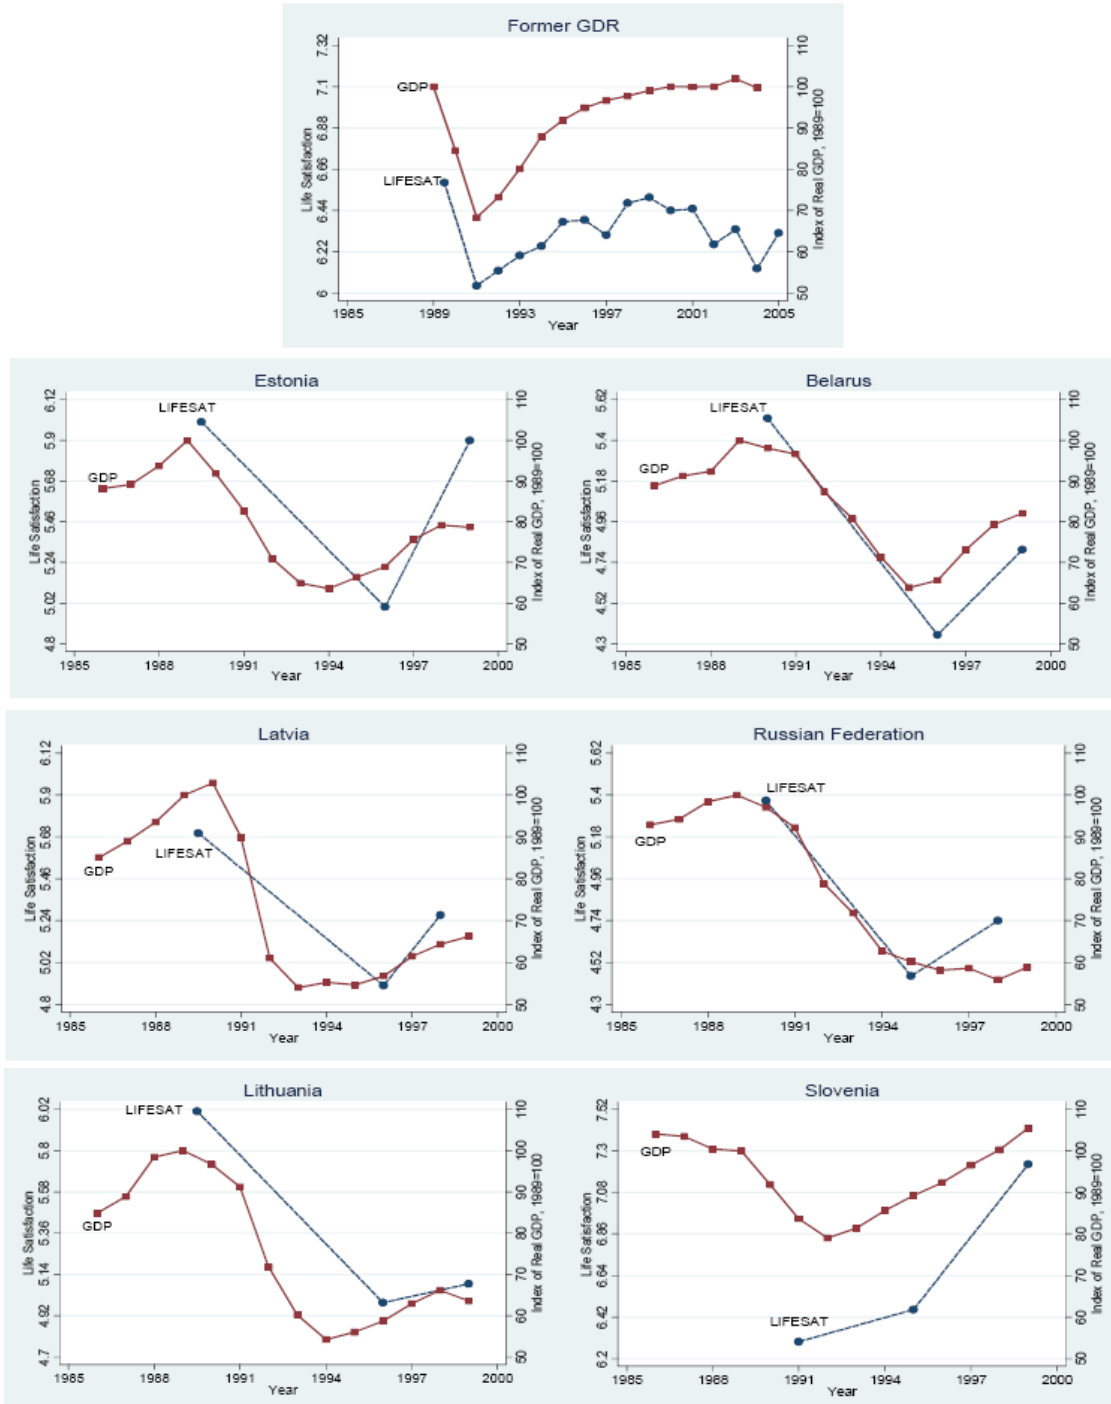 Former GDR
7.32
7.1
6.88
6.66
6.44
6.22
6
Life Satisfaction
GDP
LIFESAT
110
100
90
80
70
60
50
Index of Real GDP, 1989=100
1985 1989 1993 1997 2001 2005
Year
Estonia
6.12
5.9
5.68
5.46
5.24
5.02
4.8
Life Satisfaction
LIFESAT
GDP
110
100
90
80
70
60
50
Index of Real GDP, 1989=100
1985 1988 1991 1994 1997 2000
Year
Belarus
5.62
5.4
5.18
4.96
4.74
4.52
4.3
Life Satisfaction
LIFESAT
GDP
110
100
90
80
70
60
50
Index of Real GDP, 1989=100
1985 1988 1991 1994 1997 2000
Year
Latvia
6.12
5.9
5.68
5.46
5.24
5.02
4.8
Life Satisfaction
LIFESAT
GDP
110
100
90
80
70
60
50
Index of Real GDP, 1989=100
1985 1988 1991 1994 1997 2000
Year
Russian Federation
5.62
5.4
5.18
4.96
4.74
4.52
4.3
Life Satisfaction
LIFESAT
GDP
110
100
90
80
70
60
50
Index of Real GDP, 1989=100
1985 1988 1991 1994 1997 2000
Year
Lithuania
6.02
5.8
5.58
5.36
5.14
4.92
4.7
Life Satisfaction
LIFESAT
GDP
110
100
90
80
70
60
50
Index of Real GDP, 1989=100
1985 1988 1991 1994 1997 2000
Year
Slovenia
7.52
7.3
7.08
6.86
6.64
6.42
6.2
Life Satisfaction
GDP
LIFESAT
110
100
90
80
70
60
50
Index of Real GDP, 1989=100
1985 1988 1991 1994 1997 2000
Year